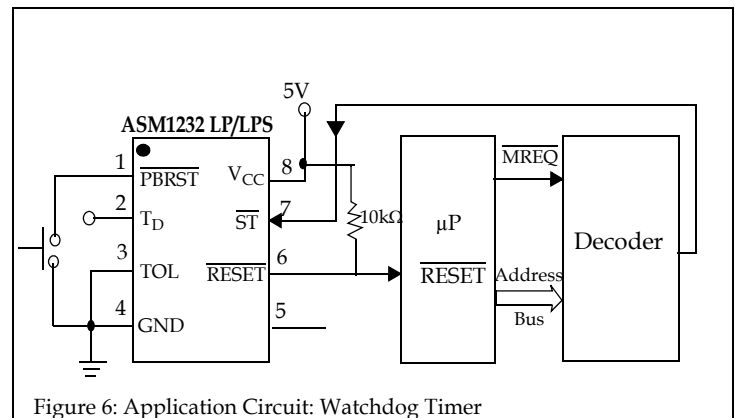 5V
ASM1232 LP/LPS
1
PBRST
VCC
8
MREQ
2
TD
ST
7
10kΩ
μP
Decoder
3
TOL
RESET
6
RESET
Address
4
GND
5
Bus
Figure 6: Application Circuit: Watchdog Timer